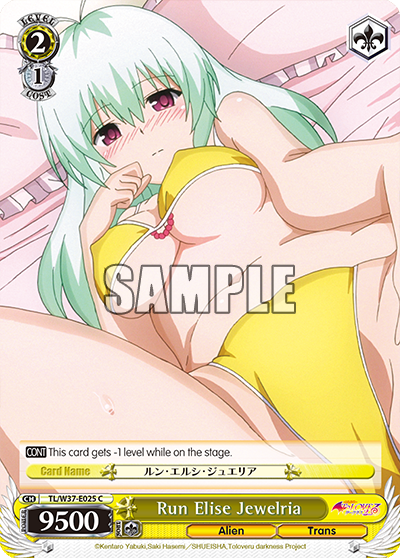 LEVEL
2
1
COST
SAMPLE
CONT This card gets -1 level while on the stage.
Card Name ルン・エルシ・ジュエリア
CH TL/W37-E025 C
POWER 9500 SOUL Run Elise Jewelria
Alien Trans
©Kentaro Yabuki,Saki Hasemi／SHUEISHA,Toloveru darkness Project